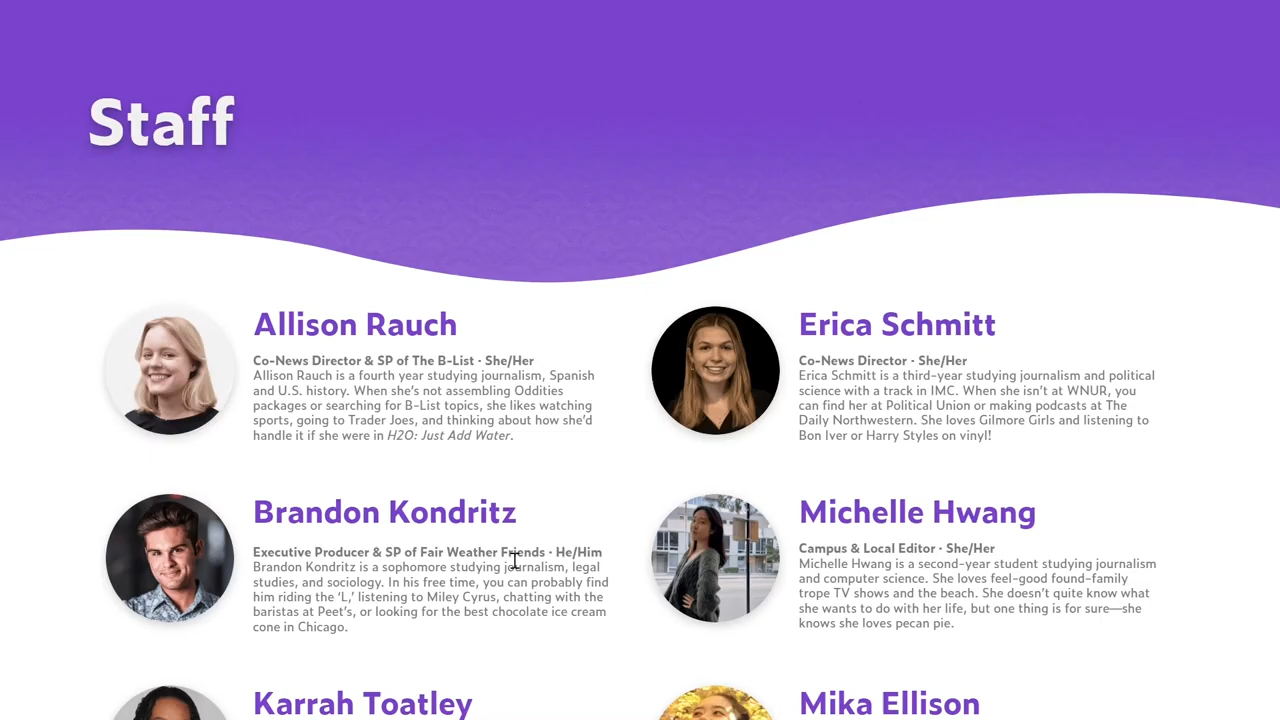 Staff
Allison Rauch
Co-News Director & SP of The B-List · She/Her
Allison Rauch is a fourth year studying journalism, Spanish
and U.S. history. When she's not assembling Oddities
packages or searching for B-List topics, she likes watching
sports, going to Trader Joes, and thinking about how she'd
handle it if she were in H2O: Just Add Water.
Erica Schmitt
Co-News Director · She/Her
Erica Schmitt is a third-year studying journalism and political
science with a track in IMC. When she isn't at WNUR, you
can find her at Political Union or making podcasts at The
Daily Northwestern. She loves Gilmore Girls and listening to
Bon Iver or Harry Styles on vinyl!
Brandon Kondritz
Executive Producer & SP of Fair Weather Friends · He/Him
Brandon Kondritz is a sophomore studying journalism, legal
studies, and sociology. In his free time, you can probably find
him riding the 'L,' listening to Miley Cyrus, chatting with the
baristas at Peet's, or looking for the best chocolate ice cream
cone in Chicago.
Michelle Hwang
Campus & Local Editor · She/Her
Michelle Hwang is a second-year student studying journalism
and computer science. She loves feel-good found-family
trope TV shows and the beach. She doesn't quite know what
she wants to do with her life, but one thing is for sure—she
knows she loves pecan pie.
Karrah Toatley
Mika Ellison